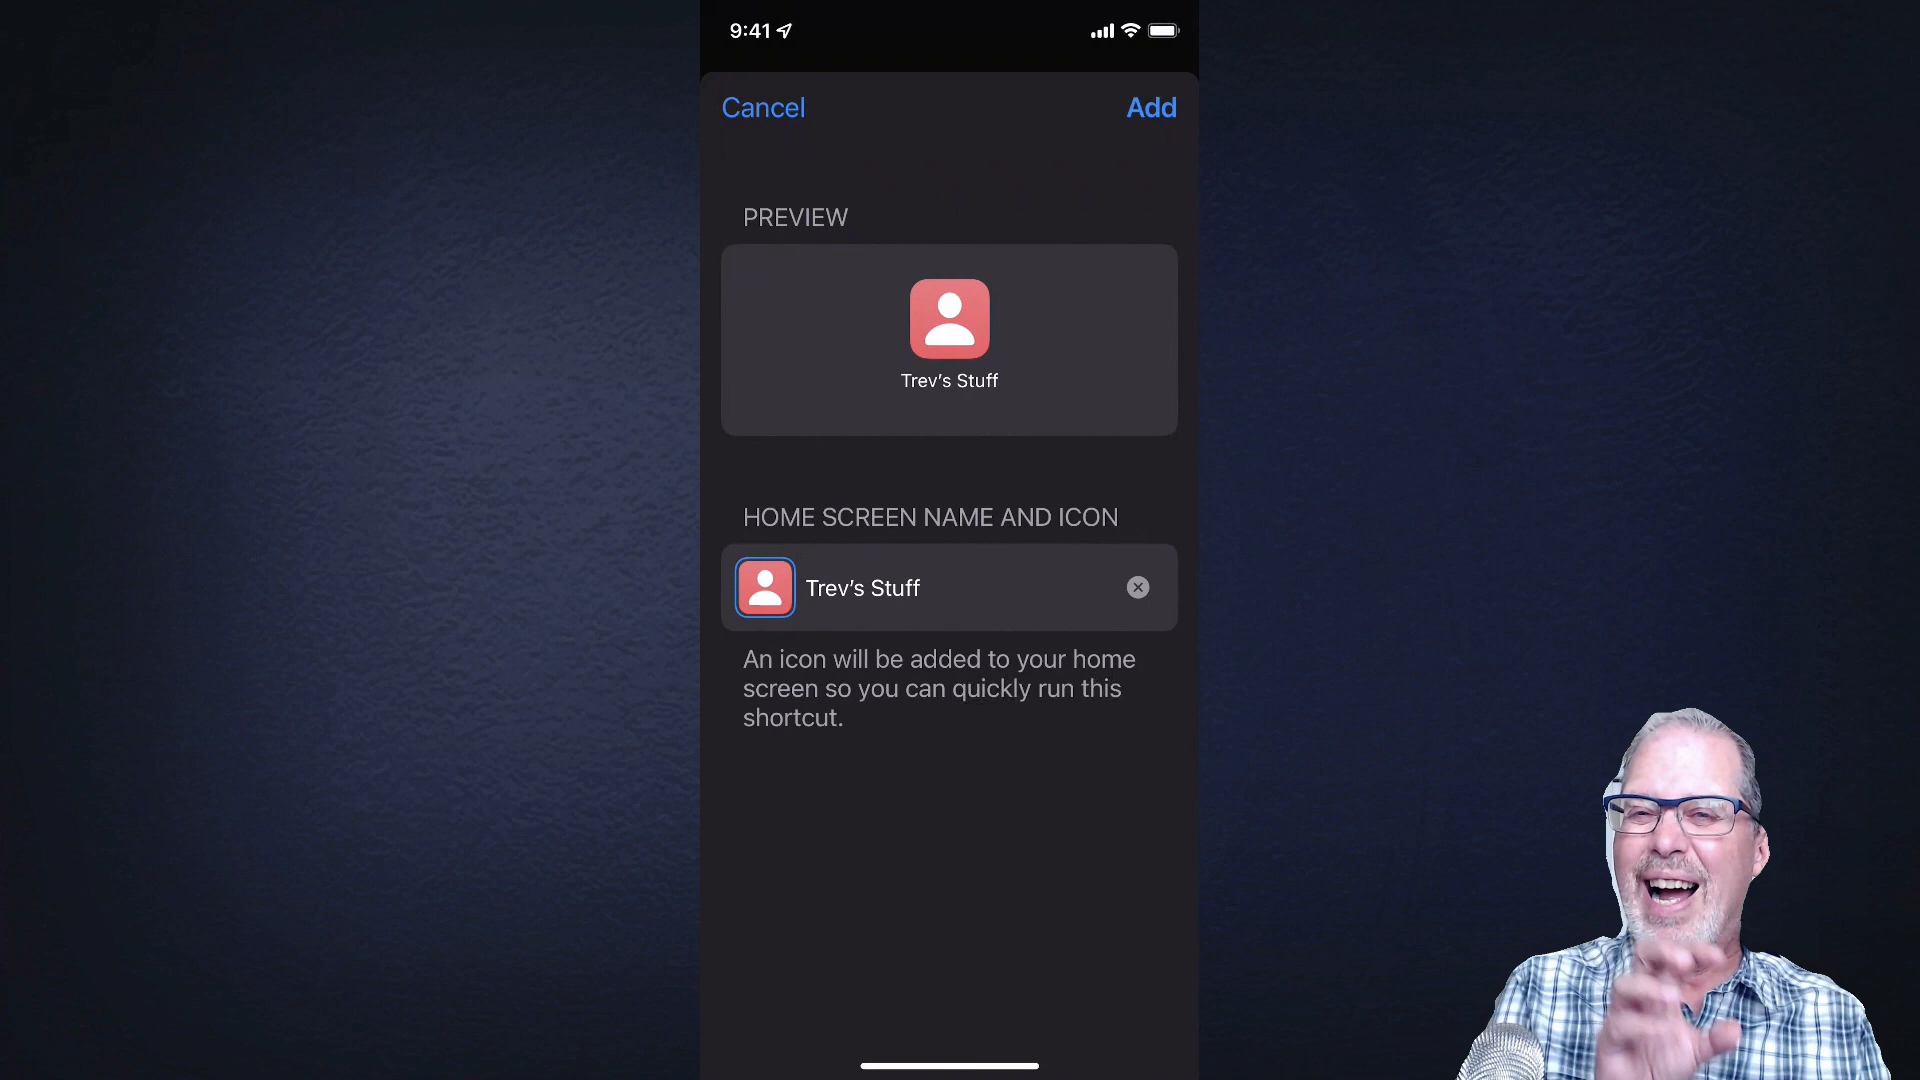 9:41
Cancel
Add
PREVIEW
Trev’s Stuff
HOME SCREEN NAME AND ICON
Trev’s Stuff
An icon will be added to your home
screen so you can quickly run this
shortcut.